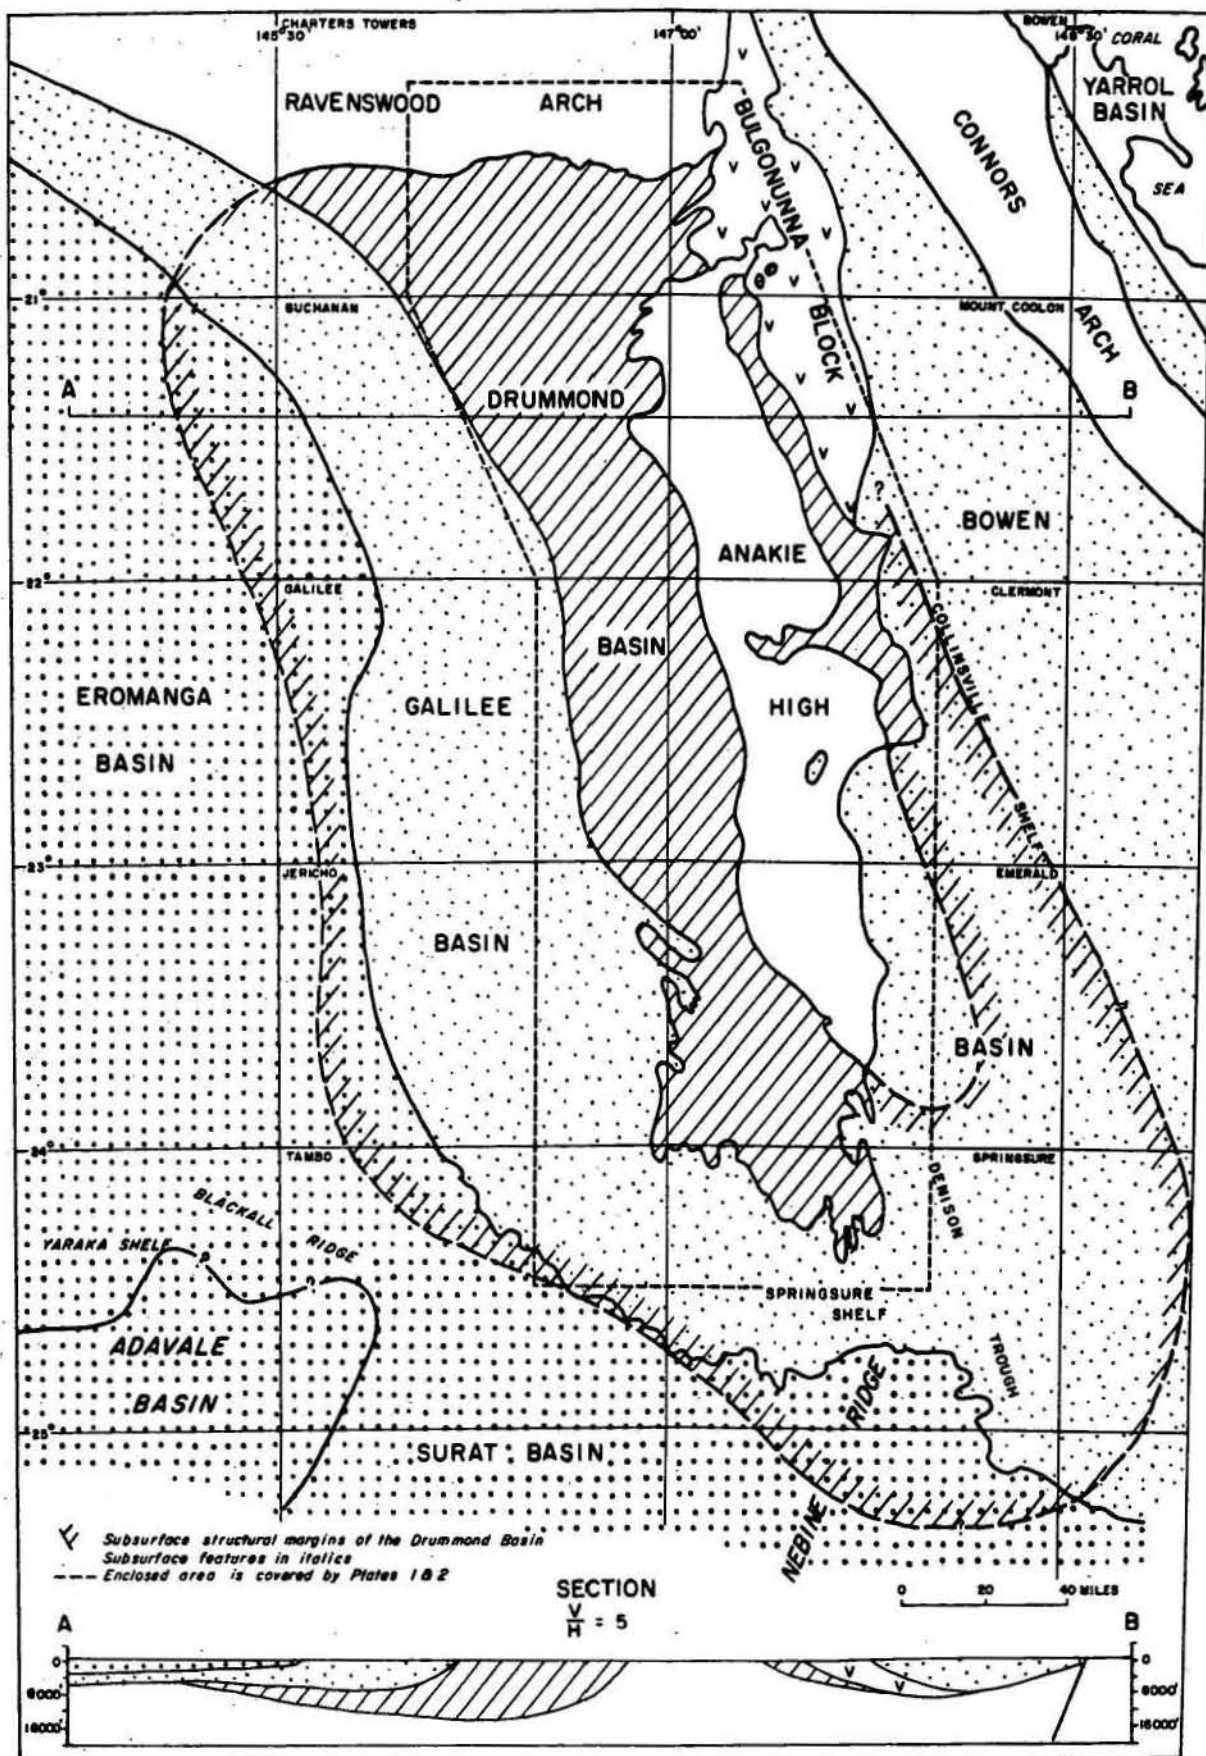 CHARTERS TOWERS
BOWEN
145°30'
147°00'
148°30'
CORAL
RAVENSWOOD ARCH
YARROL
BASIN
SEA
BULGONUNNA
BLOCK
CONNORS
ARCH
21°
BUCHANAN
MOUNT COOLON
A
B
DRUMMOND
?
BOWEN
ANAKIE
22°
GALILEE
CLERMONT
COLLINSVILLE SHELF
BASIN
EROMANGA
BASIN
GALILEE
HIGH
23°
JERICHO
EMERALD
BASIN
BASIN
24°
TAMBO
SPRINGSURE
DENISON
BLACKALL
RIDGE
YARAKA SHELF
?
?
SPRINGSURE
SHELF
ADAVALE
BASIN
TROUGH
RIDGE
25°
SURAT BASIN
NEBINE
Subsurface structural margins of the Drummond Basin
Subsurface features in italics
Enclosed area is covered by Plates 1 & 2
SECTION
V
H = 5
0 20 40 MILES
A
B
0
0
8000'
8000'
16000'
16000'
V
V